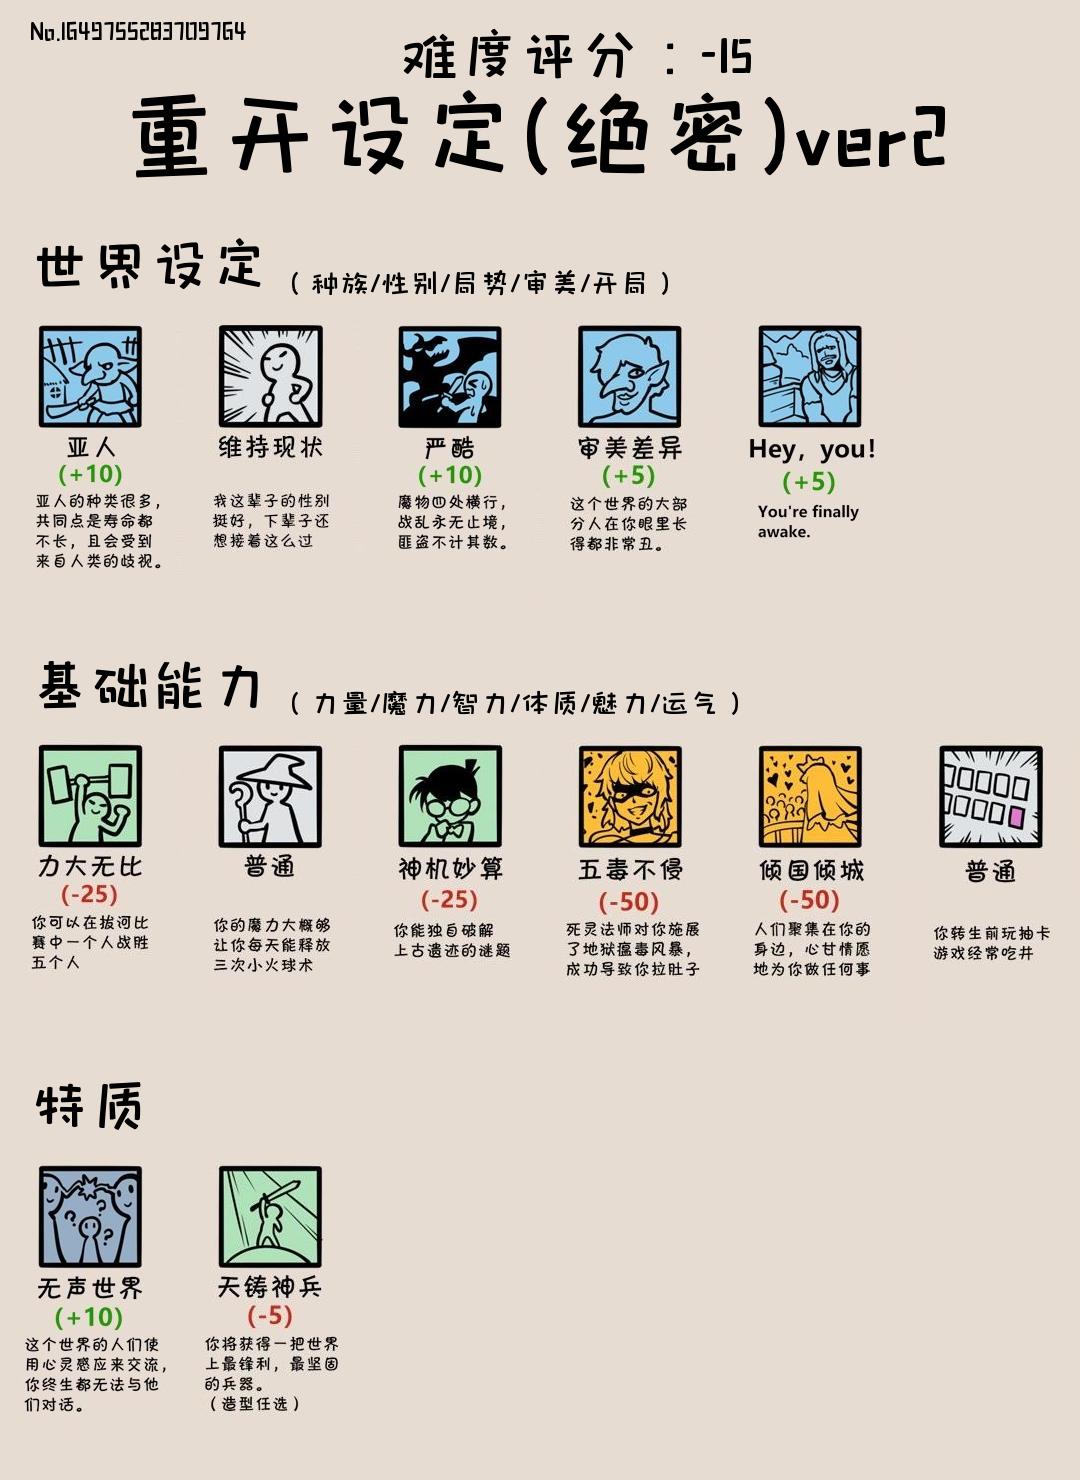 No.1649755283709764
难度评分：-15
重开设定(绝密)ver2
世界设定（种族/性别/局势/审美/开局）
亚人
(+10)
亚人的种类很多，
共同点是寿命都
不长，且会受到
来自人类的歧视。
维持现状
我这辈子的性别
挺好，下辈子还
想接着这么过
严酷
(+10)
魔物四处横行，
战乱永无止境，
匪盗不计其数。
审美差异
(+5)
这个世界的大部
分人在你眼里长
得都非常丑。
Hey, you!
(+5)
You're finally
awake.
基础能力（力量/魔力/智力/体质/魅力/运气）
力大无比
(-25)
你可以在拔河比
赛中一个人战胜
五个人
普通
你的魔力大概够
让你每天能释放
三次小火球术
神机妙算
(-25)
你能独自破解
上古遗迹的谜题
五毒不侵
(-50)
死灵法师对你施展
了地狱瘟毒风暴，
成功导致你拉肚子
倾国倾城
(-50)
人们聚集在你的
身边，心甘情愿
地为你做任何事
普通
你转生前玩抽卡
游戏经常吃井
特质
无声世界
(+10)
这个世界的人们使
用心灵感应来交流，
你终生都无法与他
们对话。
天铸神兵
(-5)
你将获得一把世界
上最锋利，最坚固
的兵器。
（造型任选）